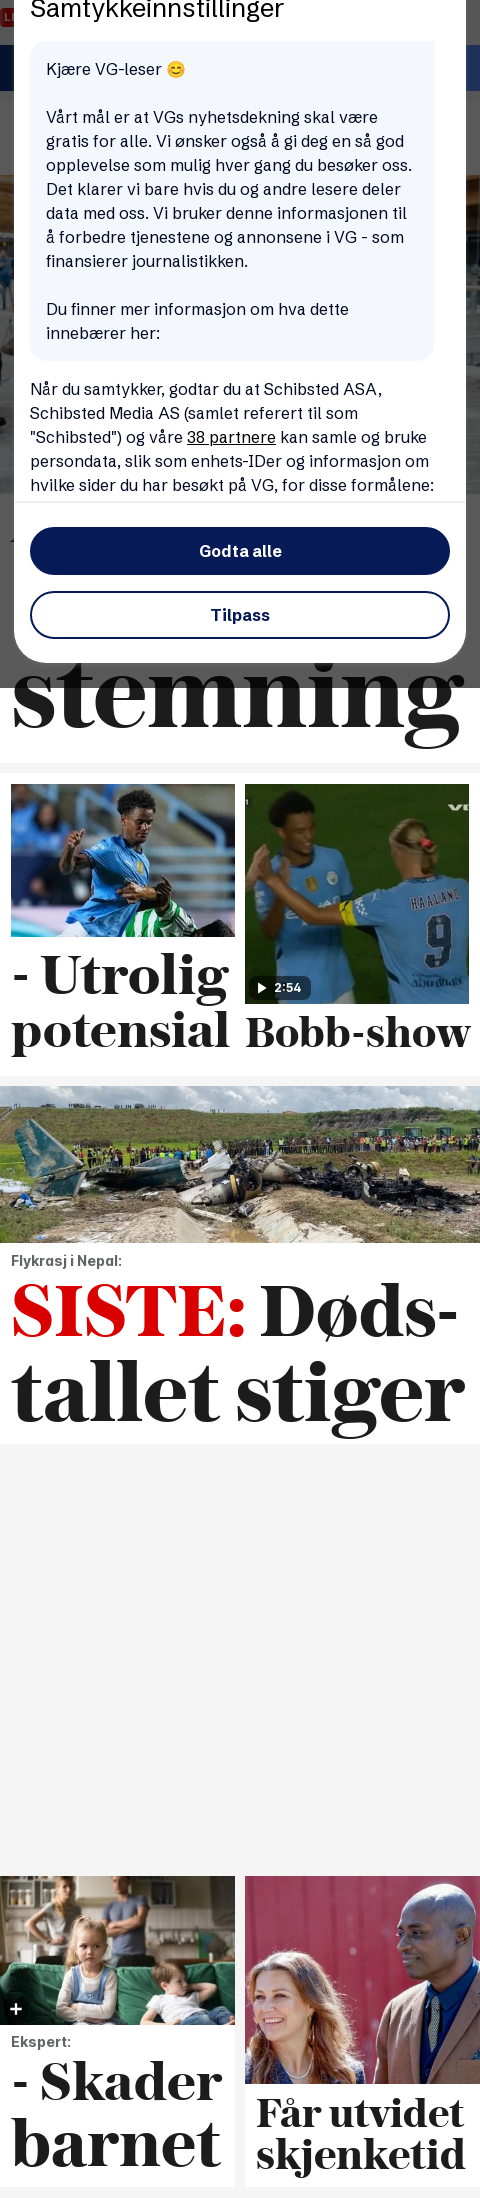 Samtykkeinnstillinger
Kjære VG-leser 😊
Vårt mål er at VGs nyhetsdekning skal være
gratis for alle. Vi ønsker også å gi deg en så god
opplevelse som mulig hver gang du besøker oss.
Det klarer vi bare hvis du og andre lesere deler
data med oss. Vi bruker denne informasjonen til
å forbedre tjenestene og annonsene i VG - som
finansierer journalistikken.
Du finner mer informasjon om hva dette
innebærer her:
Når du samtykker, godtar du at Schibsted ASA,
Schibsted Media AS (samlet referert til som
"Schibsted") og våre 38 partnere kan samle og bruke
persondata, slik som enhets-IDer og informasjon om
hvilke sider du har besøkt på VG, for disse formålene:
Godta alle
Tilpass
stemning
HAALAND
9
2:54
- Utrolig
potensial
Bobb-show
Flykrasj i Nepal:
SISTE: Døds-
tallet stiger
Ekspert:
- Skader
barnet
Får utvidet
skjenketid